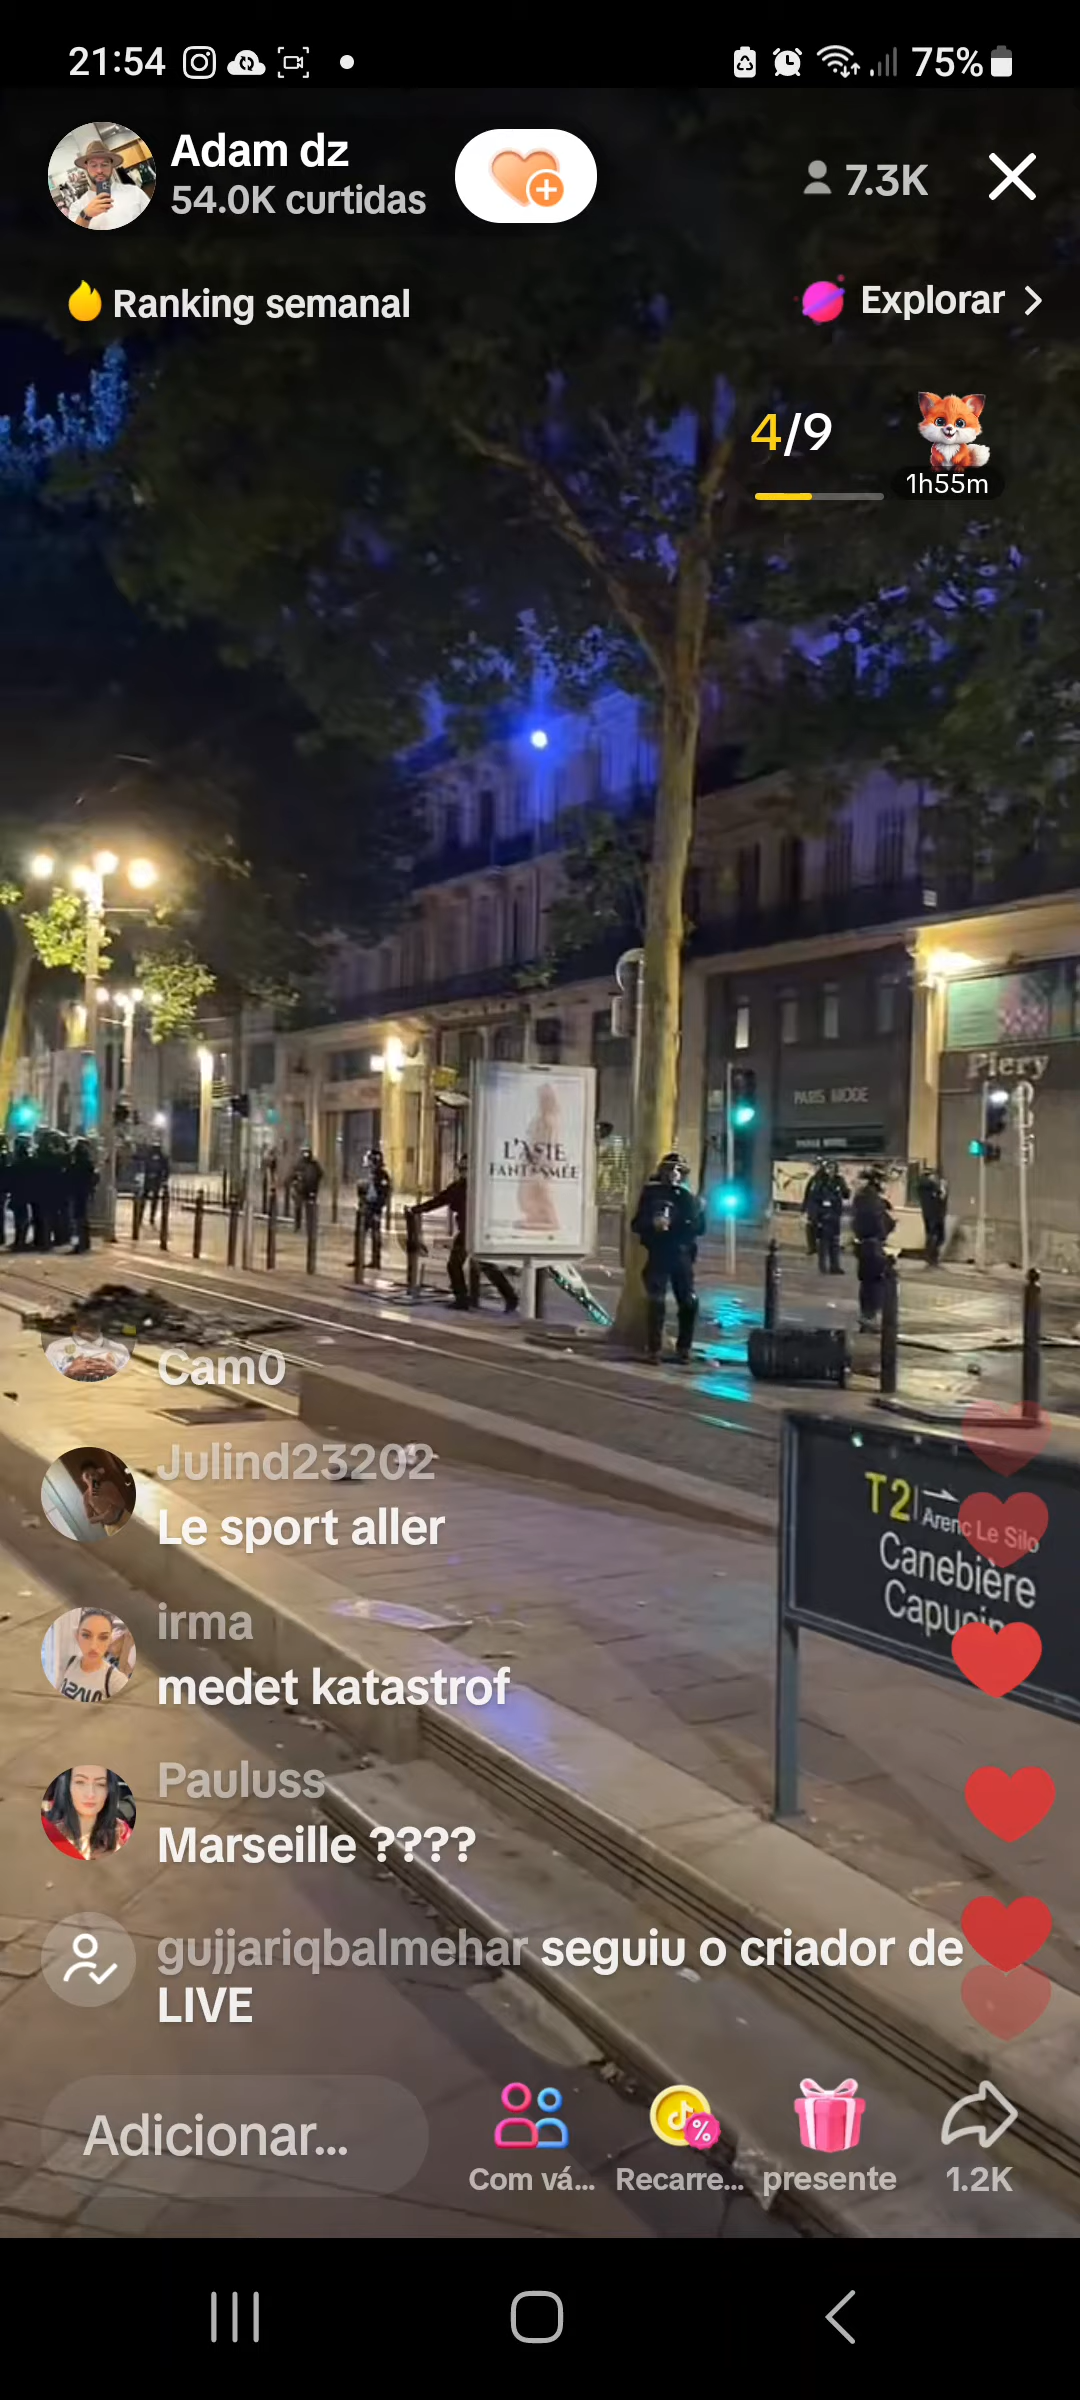 21:54
75%
Adam dz
54.0K curtidas
7.3K
Ranking semanal
Explorar
4/9
1h55m
PARIS MODE
L'ASIE
FANTASMÉE
Cam0
Julind23202
Le sport aller
T2
Arenc Le Silo
Canebière
irma
medet katastrof
Pauluss
Marseille ????
gujjariqbalmehar seguiu o criador de
LIVE
Adicionar...
Com vá...
Recarre...
presente
1.2K